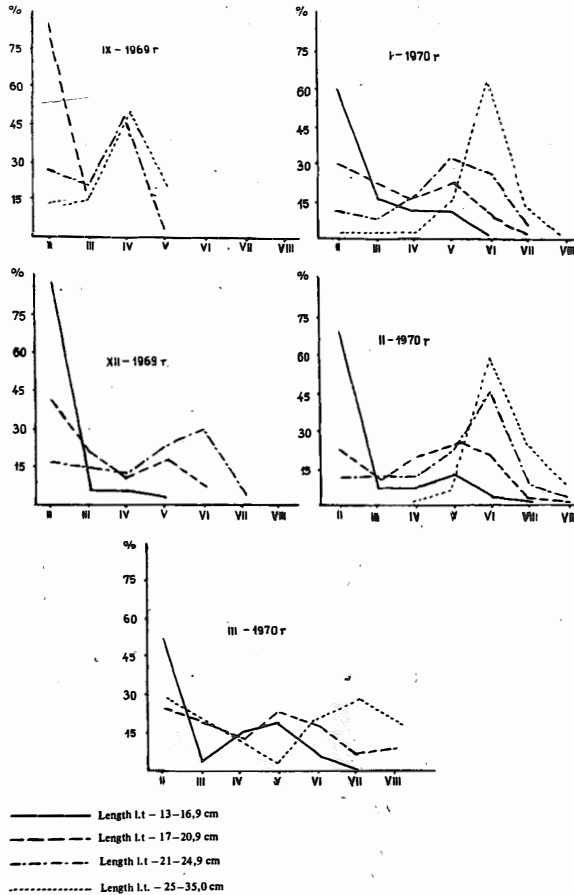 %
75
60
45
30
15
IX – 1969 r
II III IV V VI VII VIII
%
75
60
45
30
15
I – 1970 r
II III IV V VI VII VIII
%
75
60
45
30
15
XII – 1969 r
II III IV V VI VII VIII
%
75
60
45
30
15
II – 1970 r
II III IV V VI VIII VIII
%
75
60
45
30
15
III – 1970 r
II III IV V VI VII VIII
Length l.t – 13–16,9 cm
Length l.t – 17–20,9 cm
Length l.t –21–24,9 cm
Length l.t. – 25–35,0 cm